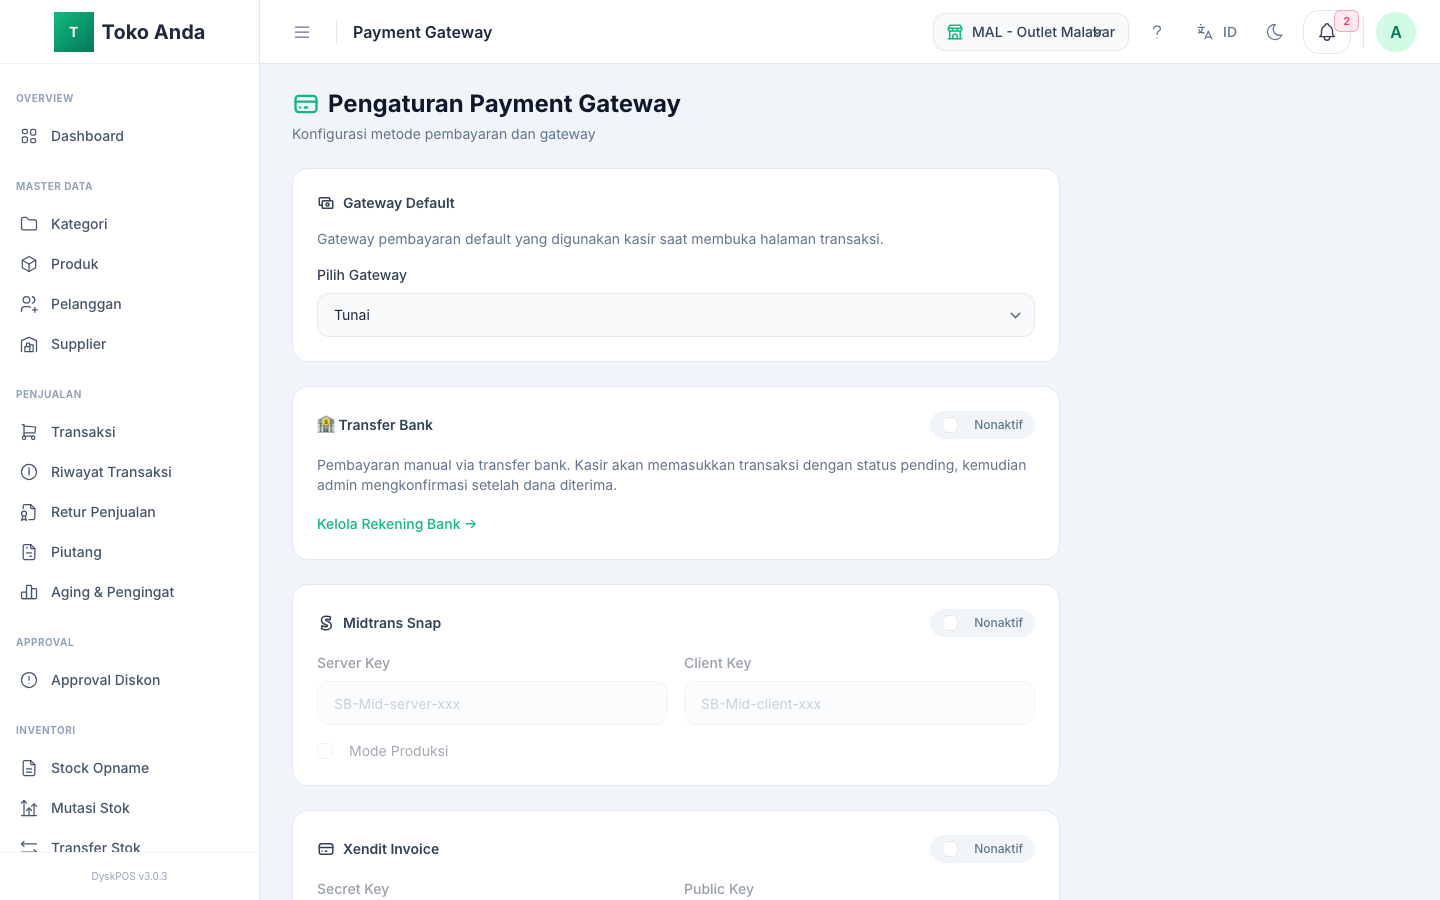 T
Toko Anda
Payment Gateway
MAL - Outlet Malabar
?
ID
2
A
OVERVIEW
Dashboard
MASTER DATA
Kategori
Produk
Pelanggan
Supplier
PENJUALAN
Transaksi
Riwayat Transaksi
Retur Penjualan
Piutang
Aging & Pengingat
APPROVAL
Approval Diskon
INVENTORI
Stock Opname
Mutasi Stok
Transfer Stok
DyskPOS v3.0.3
Pengaturan Payment Gateway
Konfigurasi metode pembayaran dan gateway
Gateway Default
Gateway pembayaran default yang digunakan kasir saat membuka halaman transaksi.
Pilih Gateway
Tunai
Transfer Bank
Nonaktif
Pembayaran manual via transfer bank. Kasir akan memasukkan transaksi dengan status pending, kemudian
admin mengkonfirmasi setelah dana diterima.
Kelola Rekening Bank →
Midtrans Snap
Nonaktif
Server Key
Client Key
SB-Mid-server-xxx
SB-Mid-client-xxx
Mode Produksi
Xendit Invoice
Nonaktif
Secret Key
Public Key